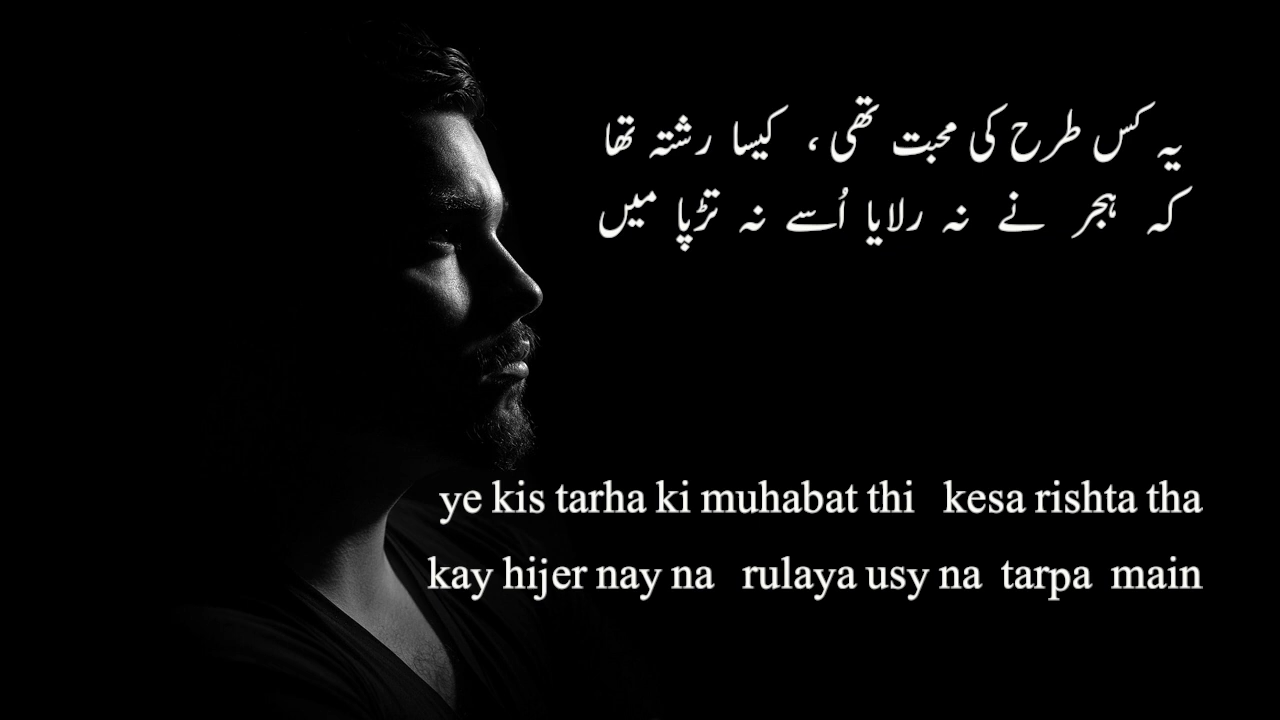 یہ کس طرح کی محبت تھی ، کیسا رشتہ تھا
کہ ہجر نے نہ رلایا اُسے نہ تڑپا میں
ye kis tarha ki muhabat thi kesa rishta tha
kay hijer nay na rulaya usy na tarpa main